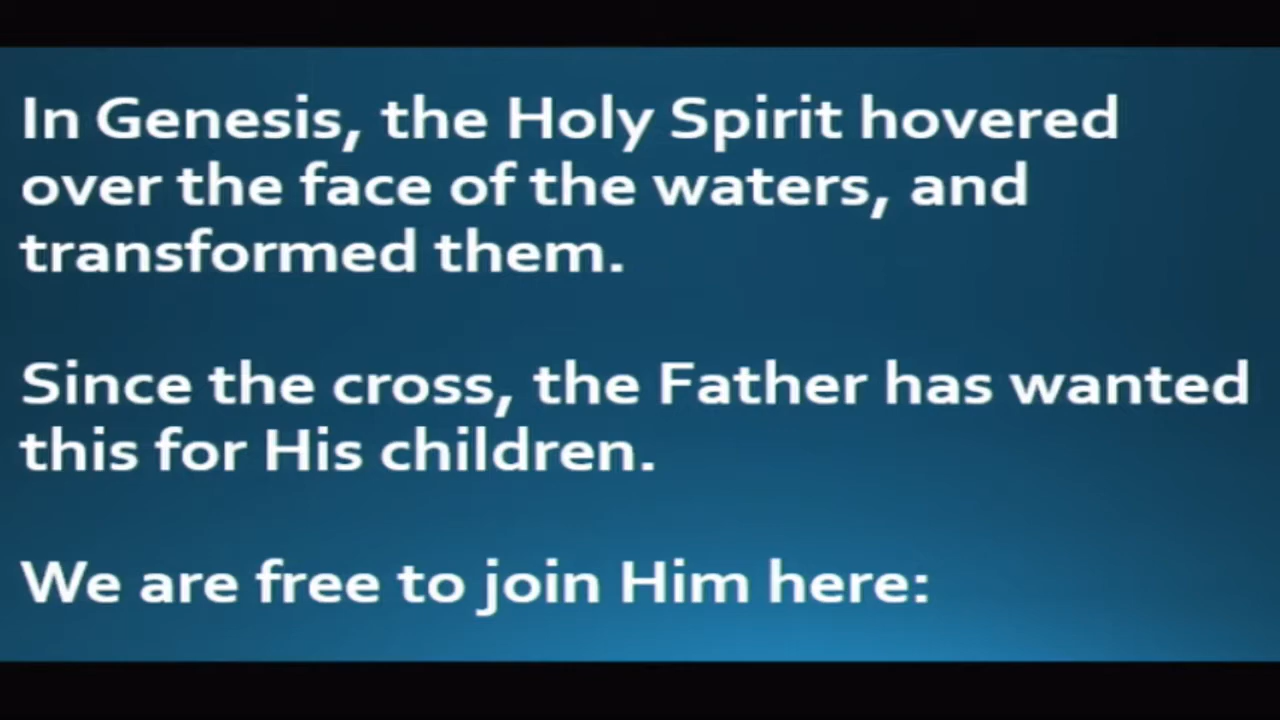 In Genesis, the Holy Spirit hovered
over the face of the waters, and
transformed them.
Since the cross, the Father has wanted
this for His children.
We are free to join Him here: